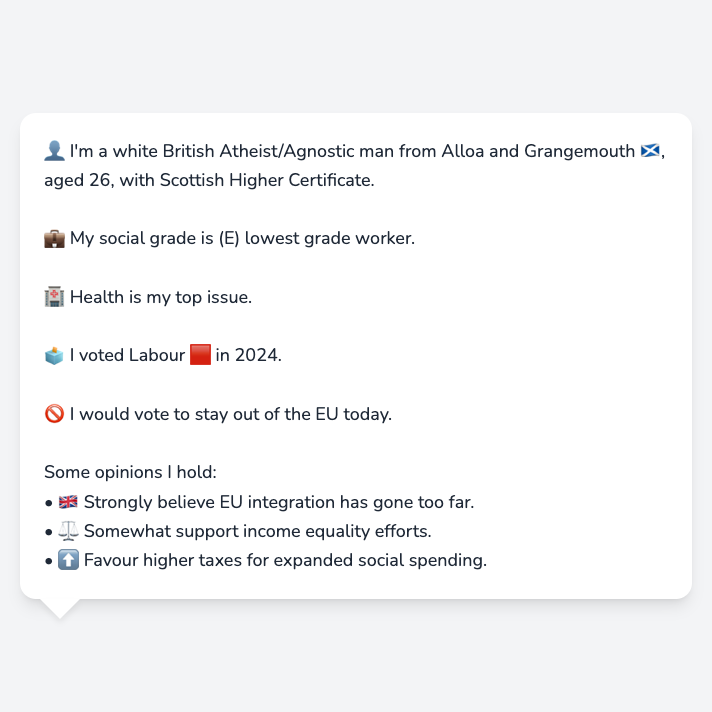 👤 I'm a white British Atheist/Agnostic man from Alloa and Grangemouth 🏴󠁧󠁢󠁳󠁣󠁴󠁿,
aged 26, with Scottish Higher Certificate.
💼 My social grade is (E) lowest grade worker.
🏥 Health is my top issue.
🗳️ I voted Labour 🟥 in 2024.
🚫 I would vote to stay out of the EU today.
Some opinions I hold:
• 🇬🇧 Strongly believe EU integration has gone too far.
• ⚖️ Somewhat support income equality efforts.
• ⬆️ Favour higher taxes for expanded social spending.